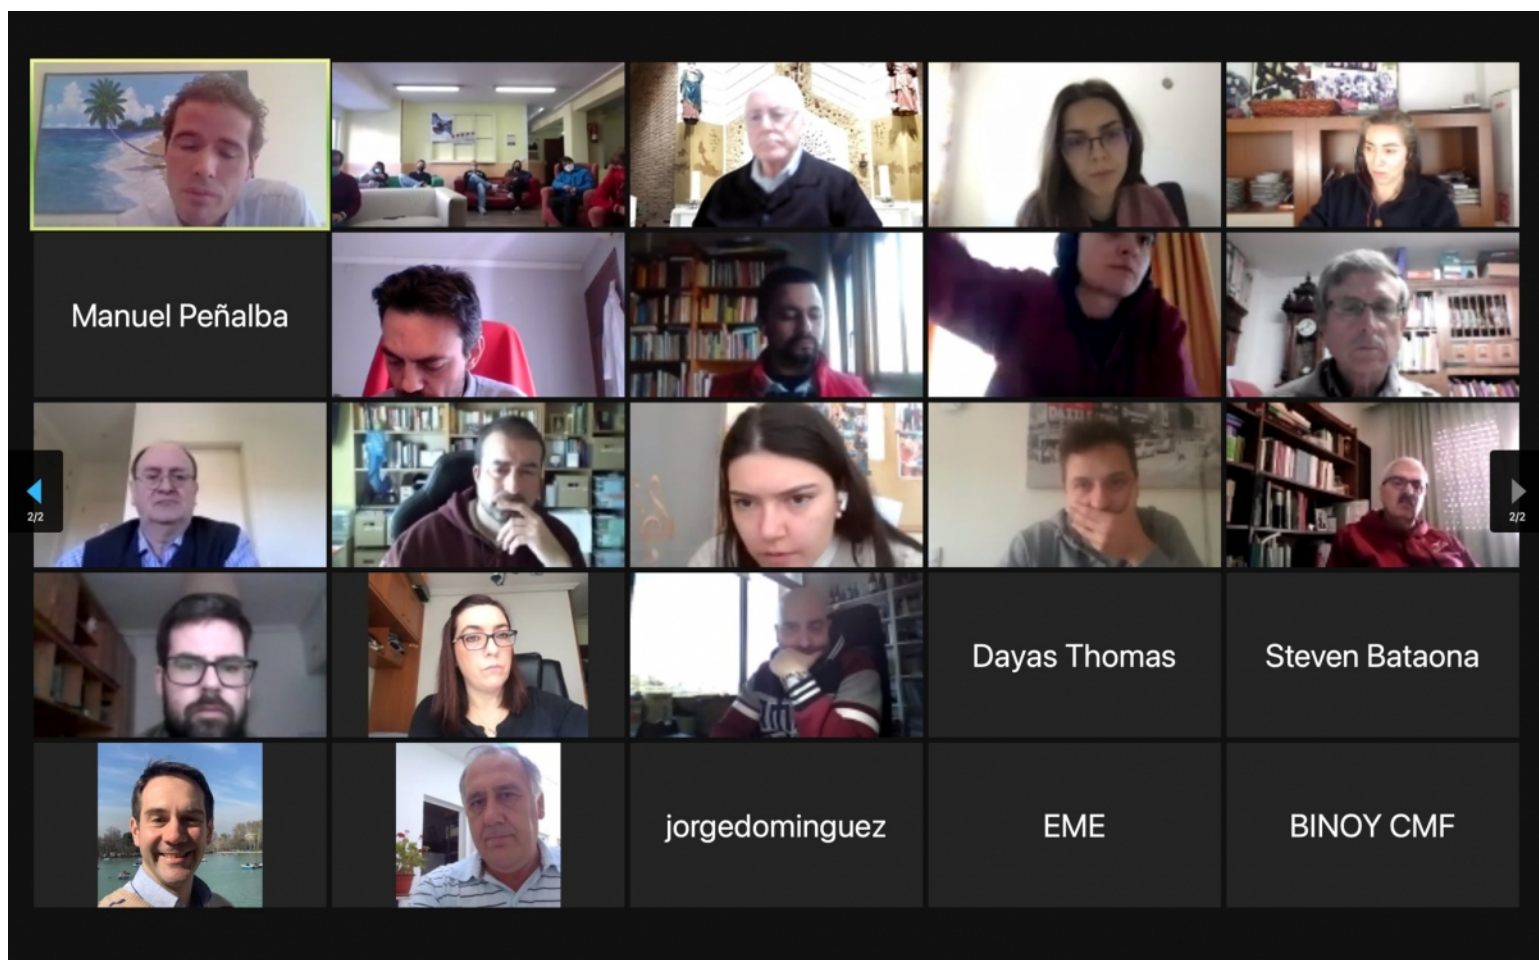 Manuel Peñalba
2/2
2/2
Dayas Thomas
Steven Bataona
jorgedominguez
EME
BINOY CMF